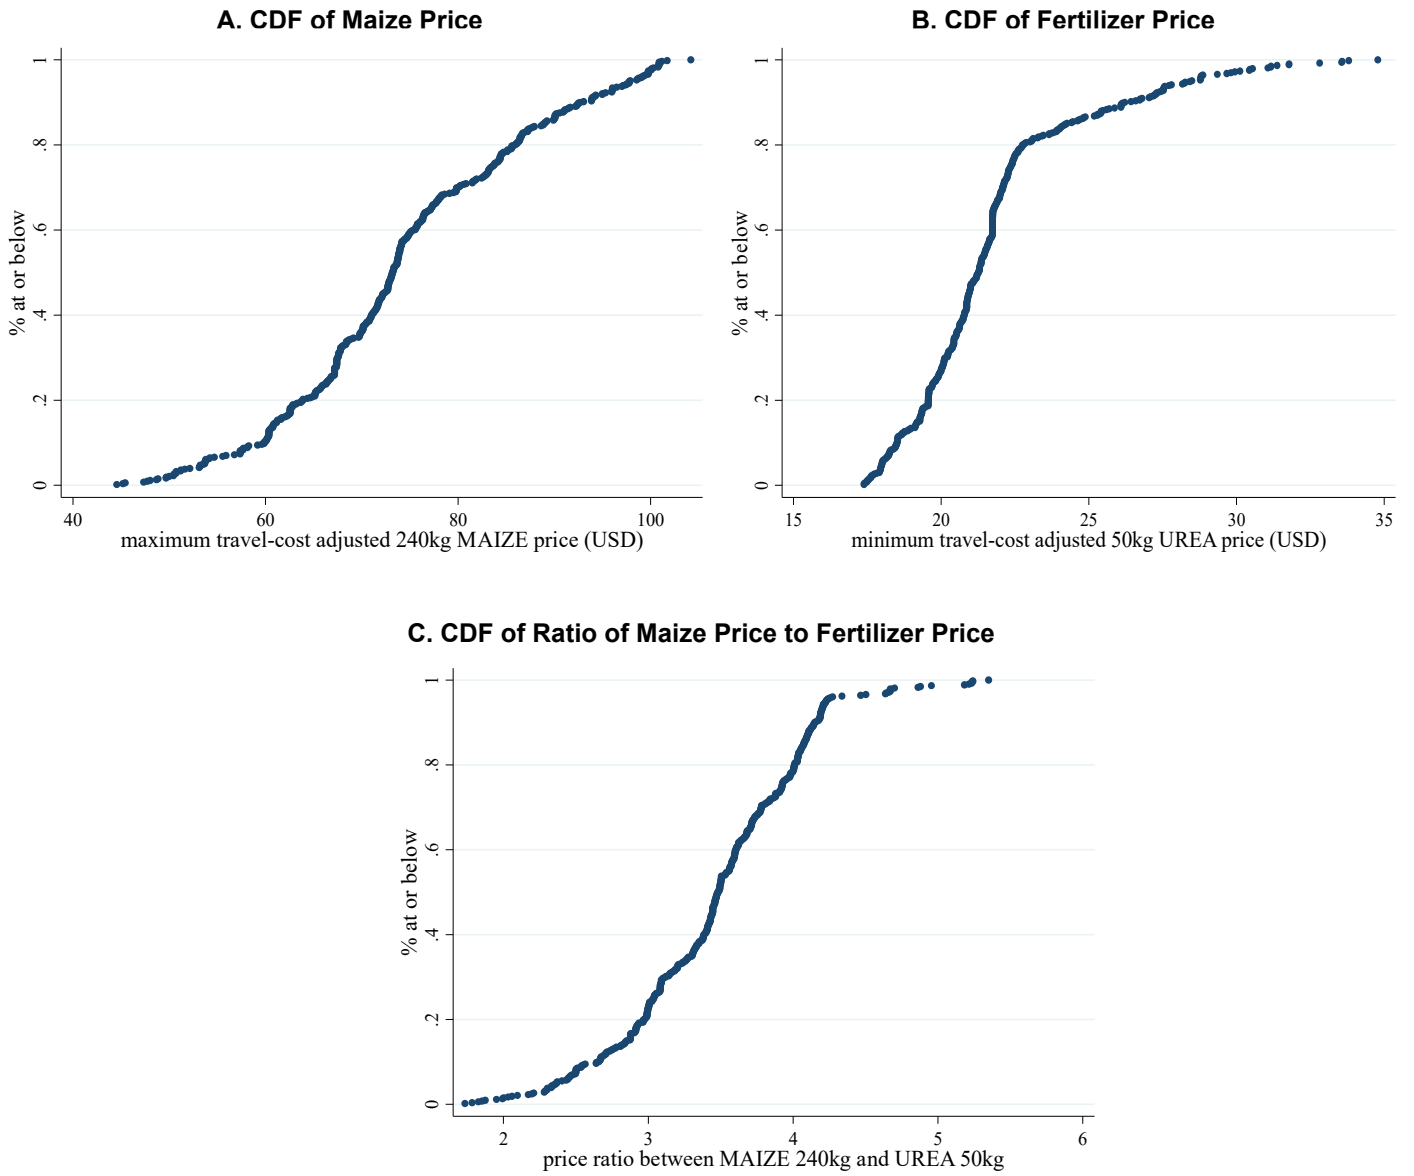 A. CDF of Maize Price
% at or below
1
.8
.6
.4
.2
0
40 60 80 100
maximum travel-cost adjusted 240kg MAIZE price (USD)
B. CDF of Fertilizer Price
% at or below
1
.8
.6
.4
.2
0
15 20 25 30 35
minimum travel-cost adjusted 50kg UREA price (USD)
C. CDF of Ratio of Maize Price to Fertilizer Price
% at or below
1
.8
.6
.4
.2
0
2 3 4 5 6
price ratio between MAIZE 240kg and UREA 50kg